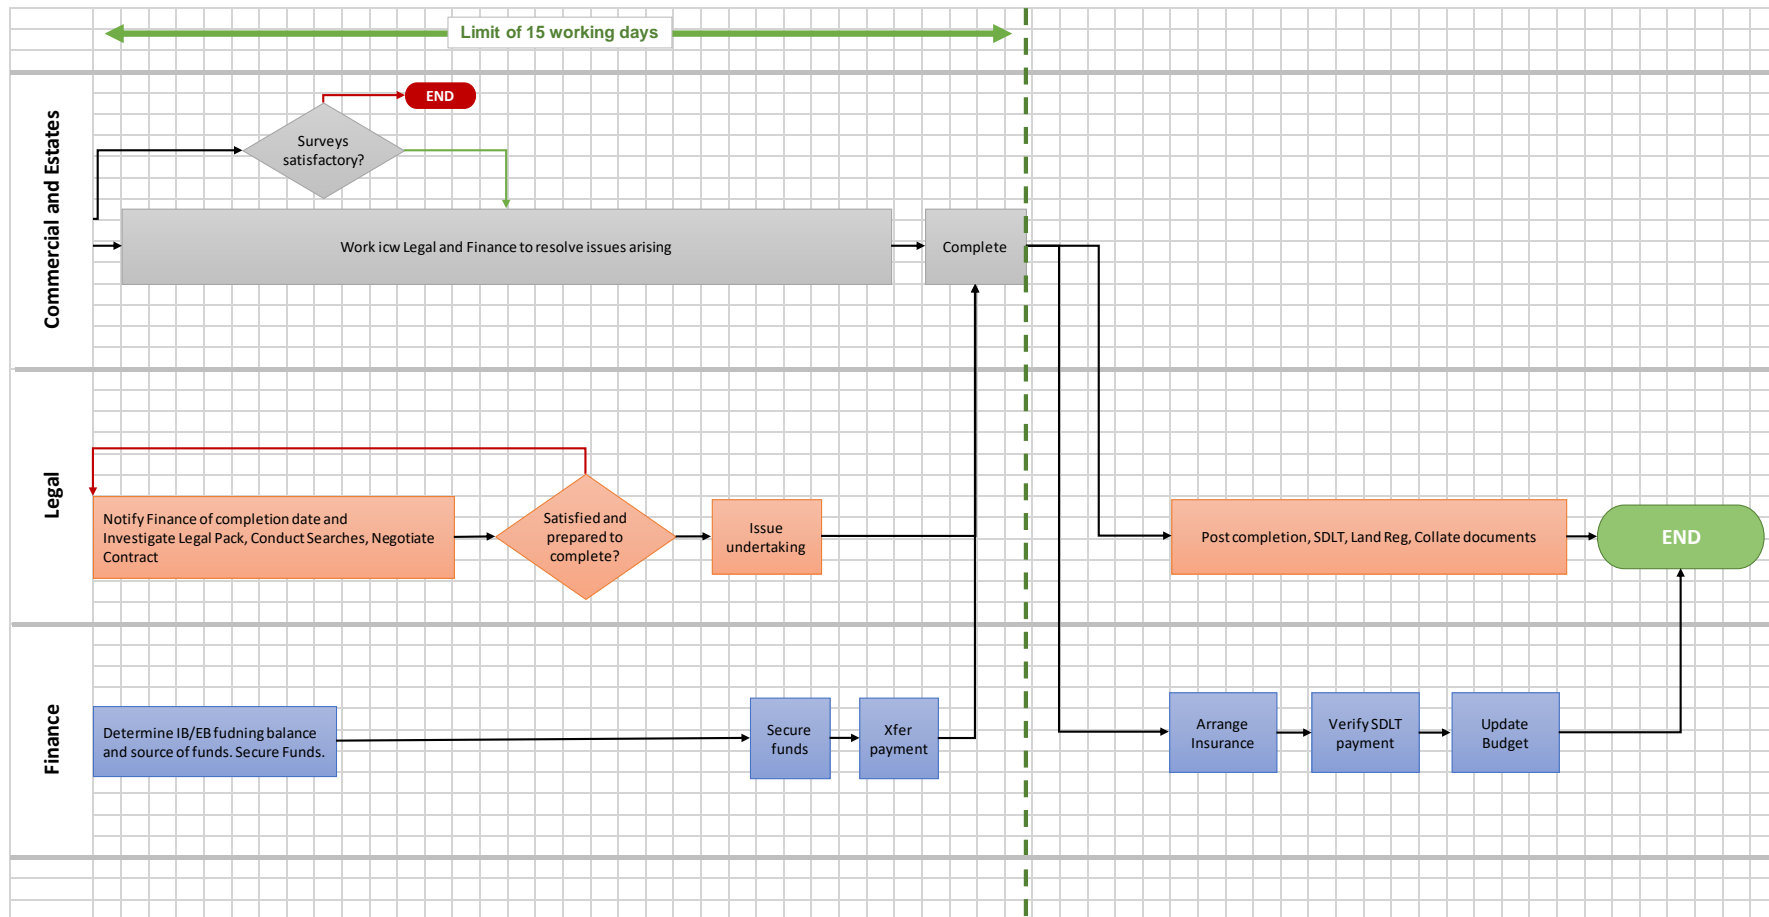 Limit of 15 working days
Commercial and Estates
END
Surveys
satisfactory?
Work icw Legal and Finance to resolve issues arising
Complete
Legal
Notify Finance of completion date and
Investigate Legal Pack, Conduct Searches, Negotiate
Contract
Satisfied and
prepared to
complete?
Issue
undertaking
Post completion, SDLT, Land Reg, Collate documents
END
Finance
Determine IB/EB fudning balance
and source of funds. Secure Funds.
Secure
funds
Xfer
payment
Arrange
Insurance
Verify SDLT
payment
Update
Budget